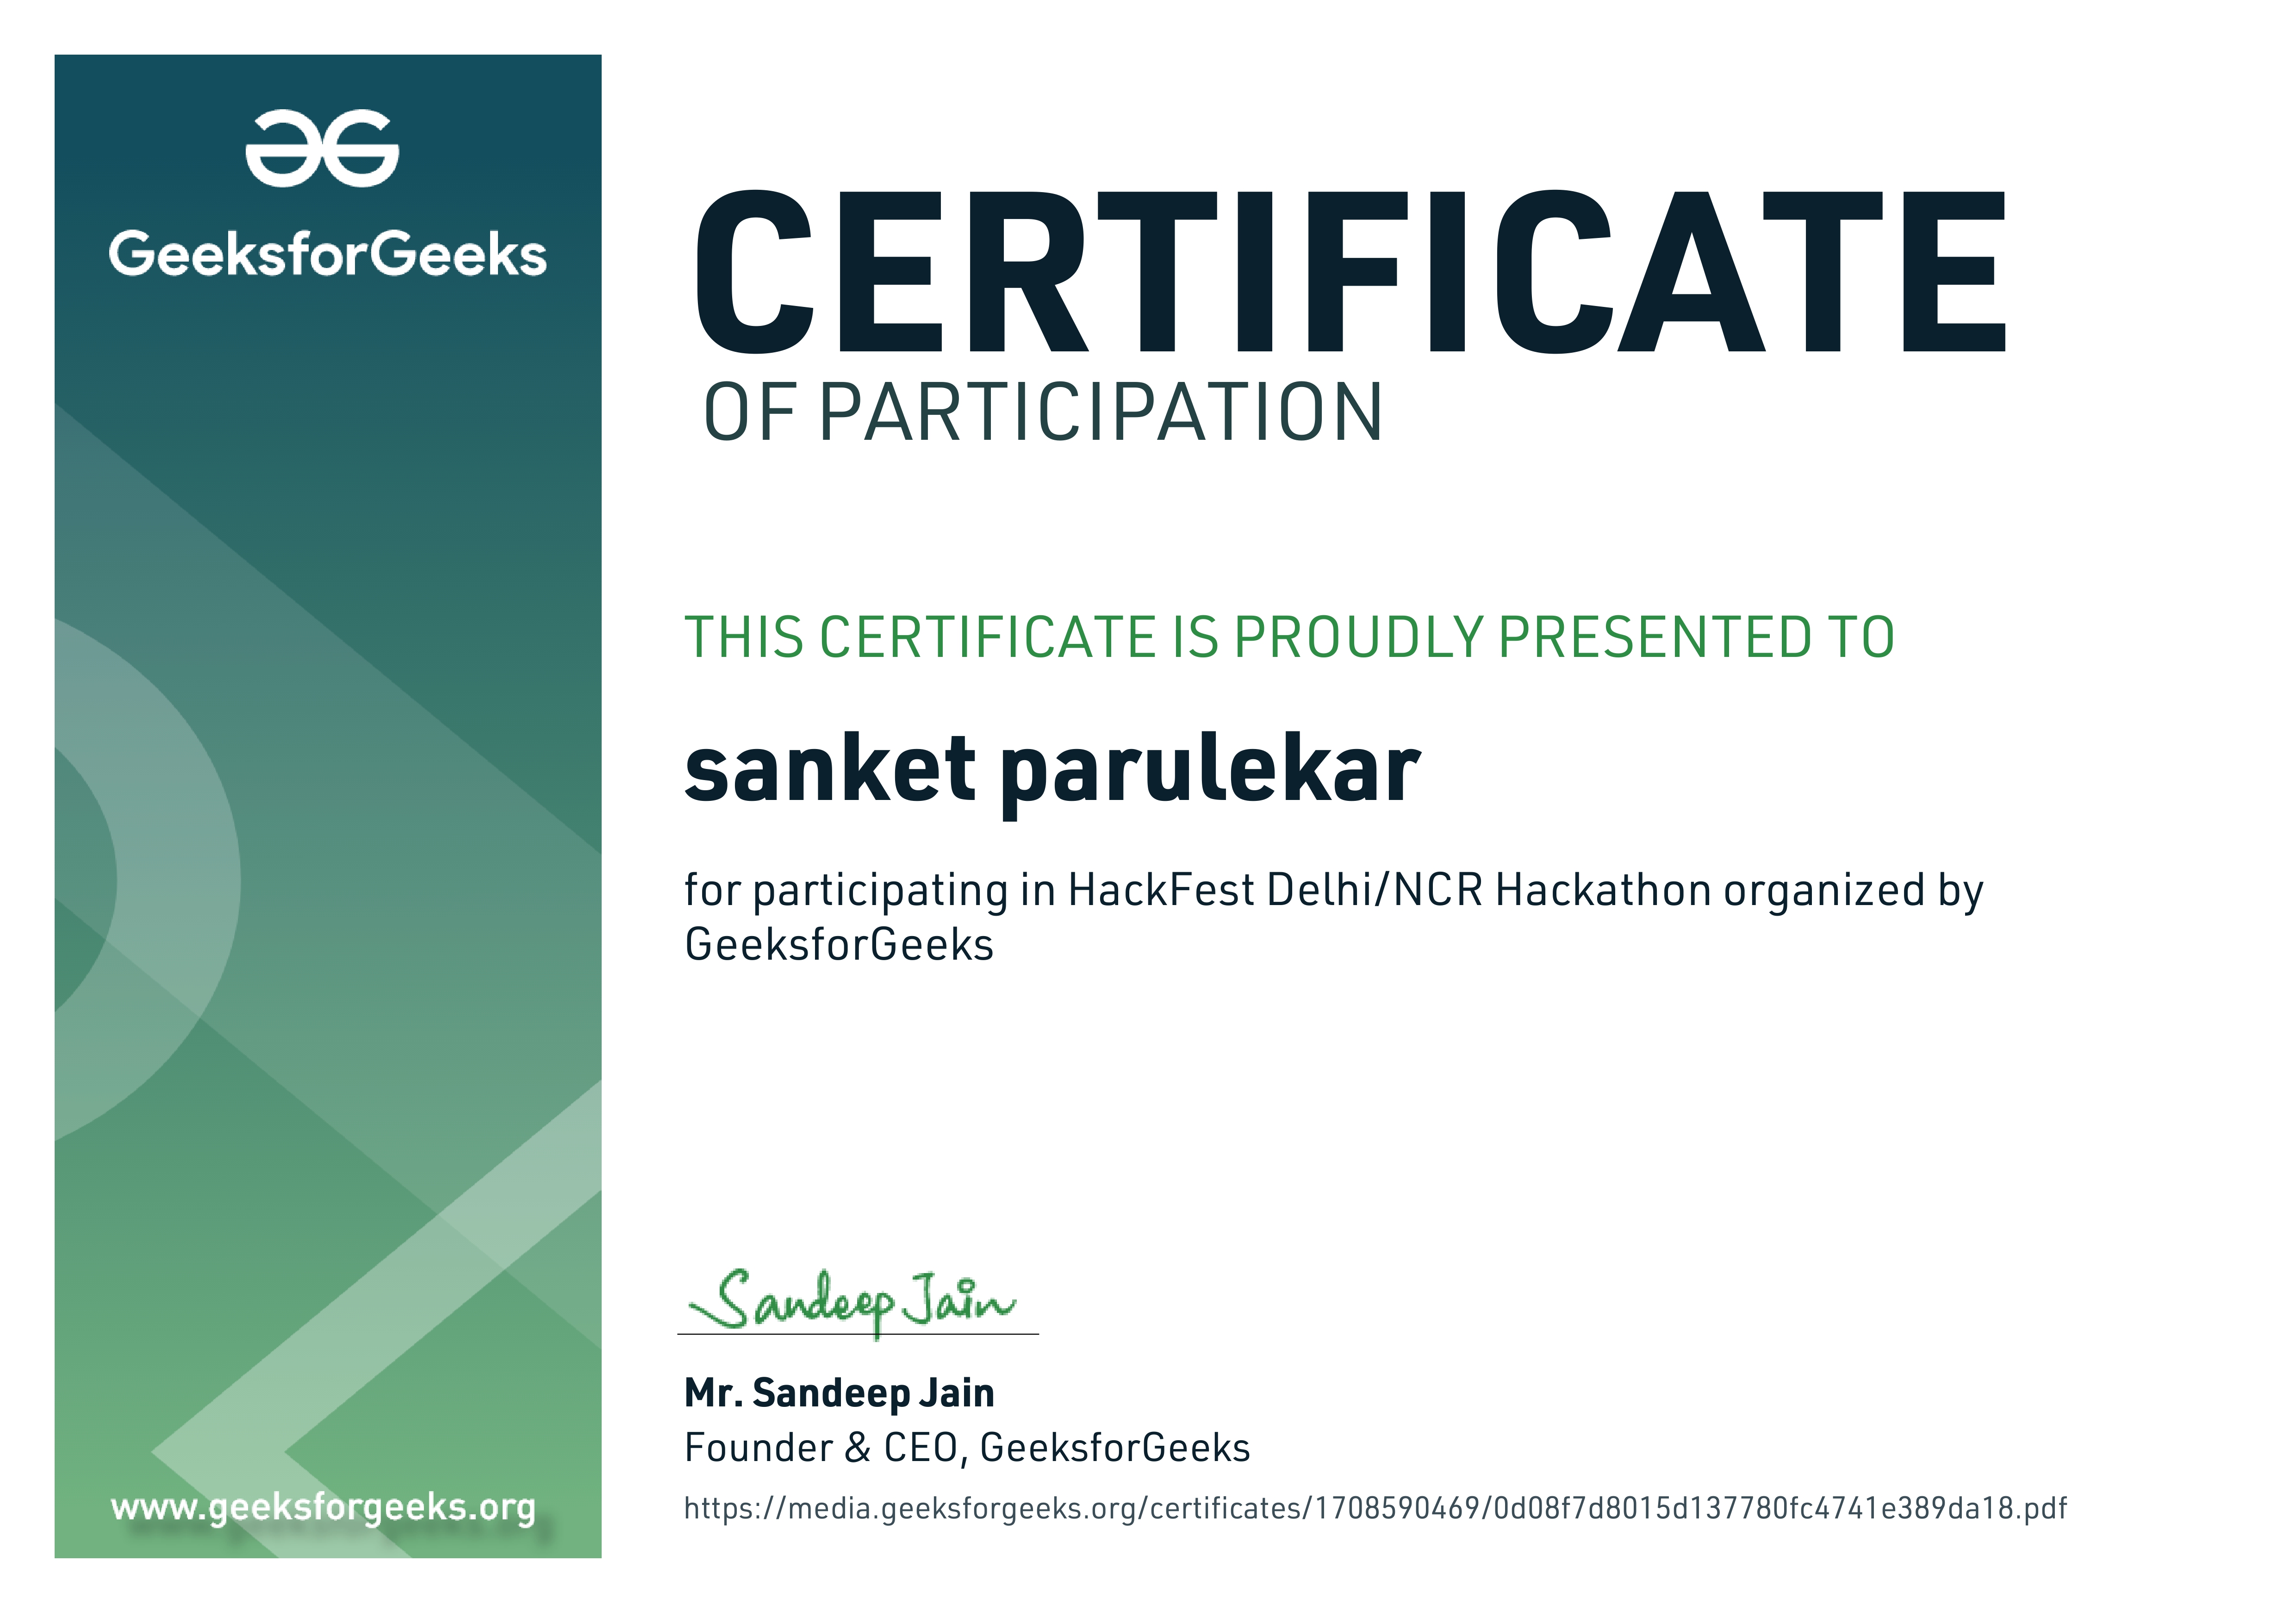 GeeksforGeeks
CERTIFICATE
OF PARTICIPATION
THIS CERTIFICATE IS PROUDLY PRESENTED TO
sanket parulekar
for participating in HackFest Delhi/NCR Hackathon organized by
GeeksforGeeks
Sandeep Jain
Mr. Sandeep Jain
Founder & CEO, GeeksforGeeks
https://media.geeksforgeeks.org/certificates/1708590469/0d08f7d8015d137780fc4741e389da18.pdf
www.geeksforgeeks.org